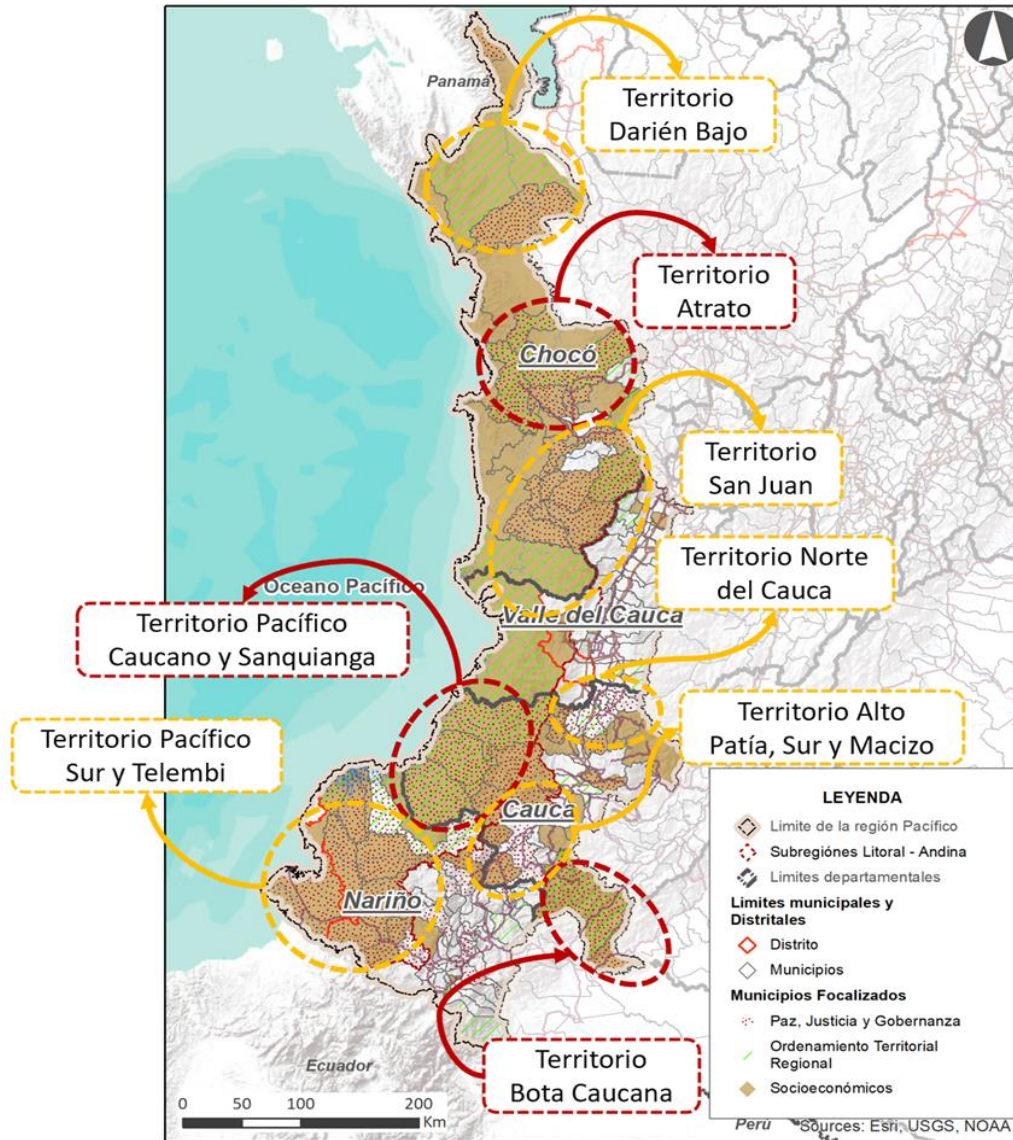 Panamá
Territorio
Darién Bajo
Territorio
Atrato
Chocó
Territorio
San Juan
Territorio Norte
del Cauca
Oceano Pacífico
Valle del Cauca
Territorio Pacífico
Caucano y Sanquianga
Territorio Alto
Patía, Sur y Macizo
Territorio Pacífico
Sur y Telembi
Cauca
Nariño
LEYENDA
Limite de la región Pacífico
Subregiónes Litoral - Andina
Limites departamentales
Limites municipales y
Distritales
Distrito
Municipios
Municipios Focalizados
Paz, Justicia y Gobernanza
Ordenamiento Territorial
Regional
Socioeconómicos
Territorio
Bota Caucana
Ecuador
0 50 100 200
Km
Perú
Sources: Esri, USGS, NOAA